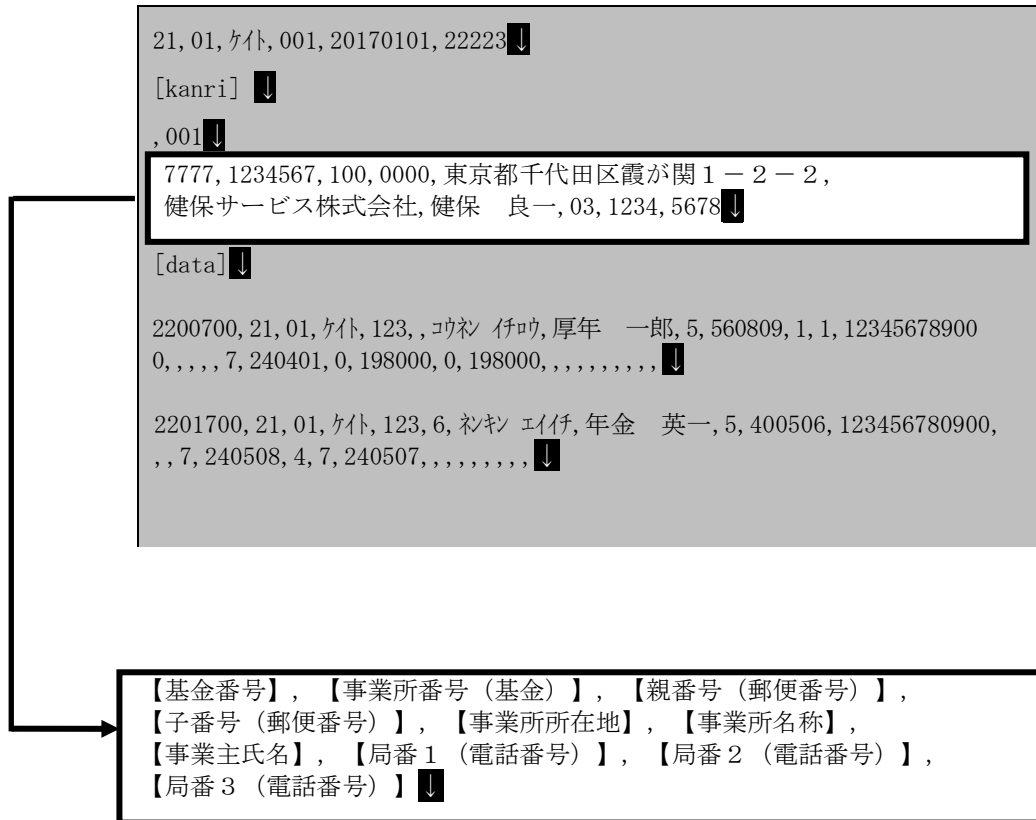 21,01,ｹｲﾄ,001,20170101,22223↓
[kanri] ↓
,001↓
7777,1234567,100,0000,東京都千代田区霞が関１－２－２,
健保サービス株式会社,健保　良一,03,1234,5678↓
[data]↓
2200700,21,01,ｹｲﾄ,123,,ｺｳﾈﾝ ｲﾁﾛｳ,厚年　一郎,5,560809,1,1,12345678900
0,,,,,7,240401,0,198000,0,198000,,,,,,,,,,↓
2201700,21,01,ｹｲﾄ,123,6,ﾈﾝｷﾝ ｴｲｲﾁ,年金　英一,5,400506,123456780900,
,,7,240508,4,7,240507,,,,,,,,,↓
【基金番号】,【事業所番号（基金）】,【親番号（郵便番号）】,
【子番号（郵便番号）】,【事業所所在地】,【事業所名称】,
【事業主氏名】,【局番１（電話番号）】,【局番２（電話番号）】,
【局番３（電話番号）】↓